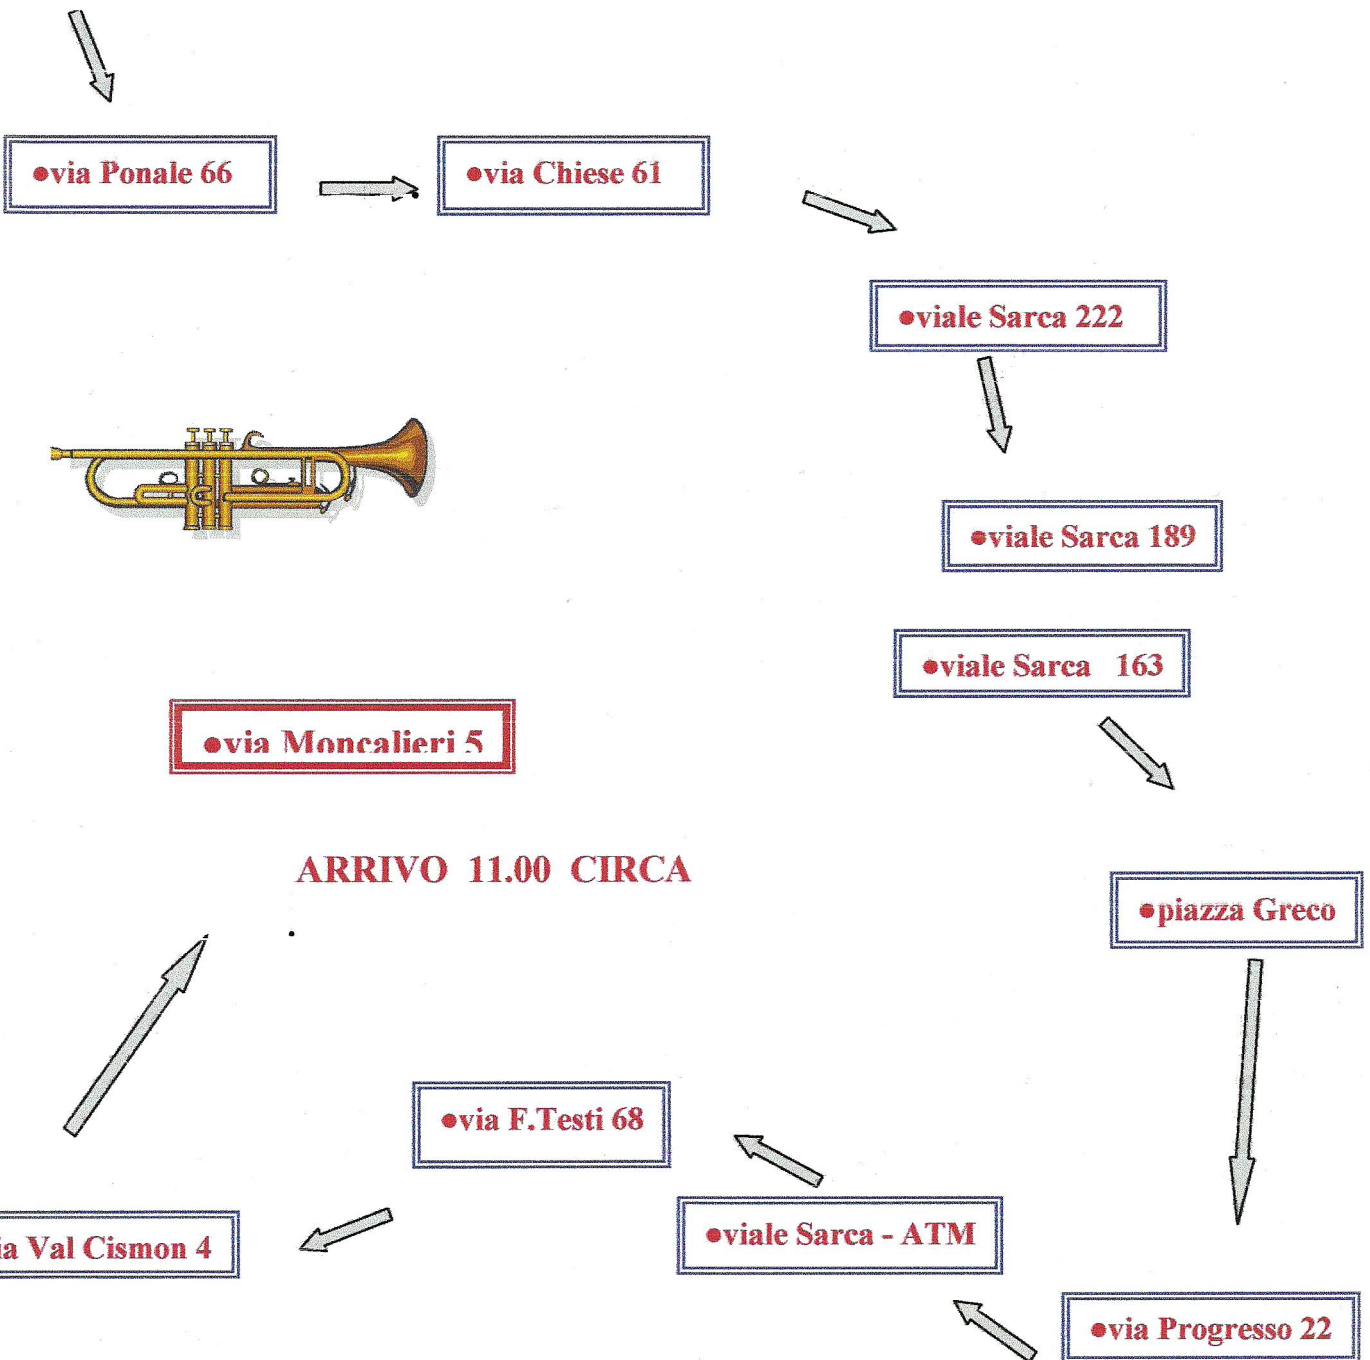 •via Ponale 66
•via Chiese 61
•viale Sarca 222
•viale Sarca 189
•viale Sarca 163
•via Moncalieri 5
ARRIVO 11.00 CIRCA
•piazza Greco
•via F.Testi 68
ia Val Cismon 4
•viale Sarca - ATM
•via Progresso 22